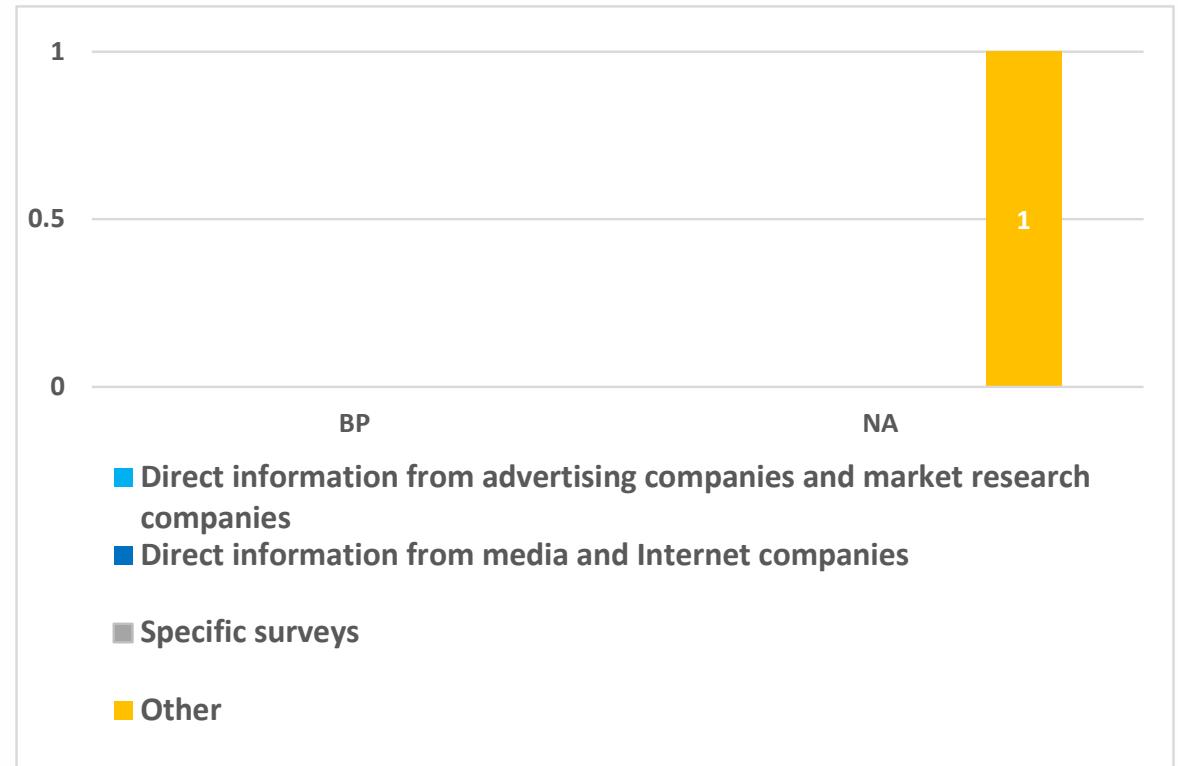 1
0.5
1
0
BP NA
Direct information from advertising companies and market research
companies
Direct information from media and Internet companies
Specific surveys
Other